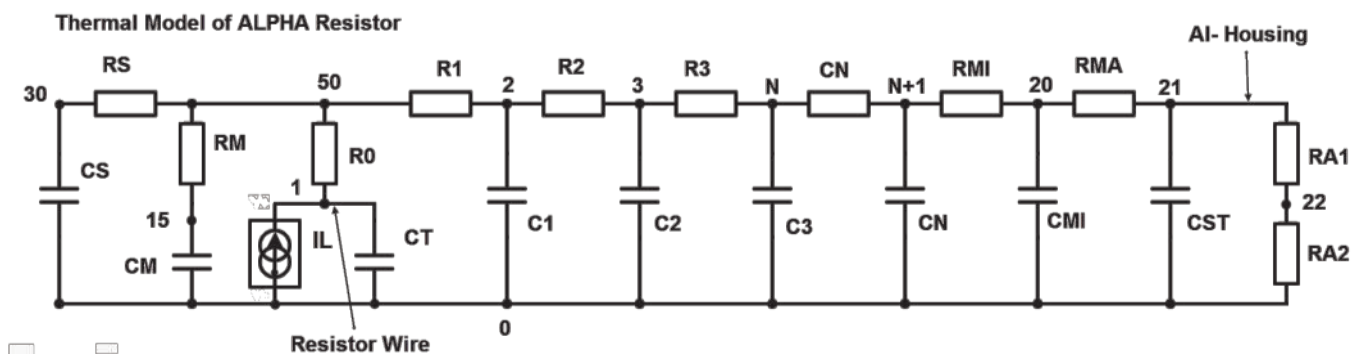 Thermal Model of ALPHA Resistor
Al- Housing
RS
50
R1
2
R2
3
R3
N
CN
N+1
RMI
20
RMA
21
30
RM
R0
RA1
CS
1
22
15
IL
CT
C1
C2
C3
CN
CMI
CST
RA2
CM
0
Resistor Wire